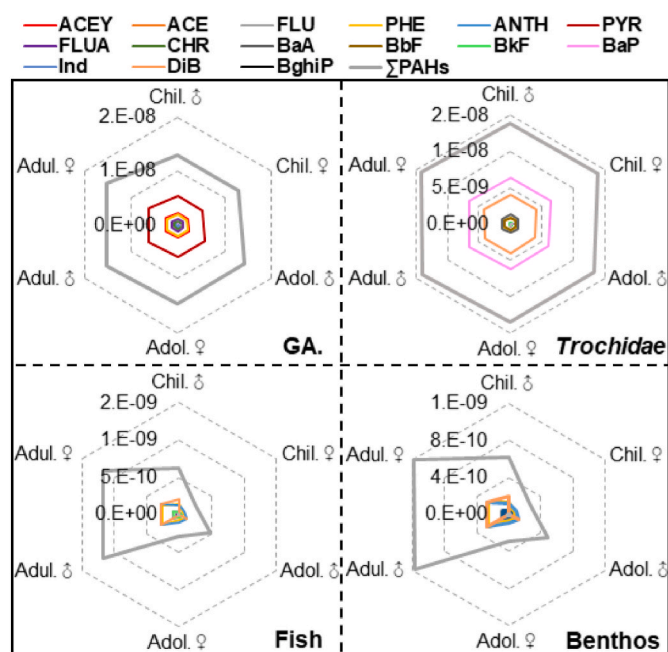 ACEY ACE FLU PHE ANTH PYR
FLUA CHR BaA BbF BkF BaP
Ind DiB BghiP ∑PAHs
Chil. ♂
2.E-08
Adul. ♀
Chil. ♀
1.E-08
0.E+00
Adul. ♂
Adol. ♂
Adol. ♀
GA.
Chil. ♂
2.E-08
Adul. ♀
1.E-08
Chil. ♀
5.E-09
0.E+00
Adul. ♂
Adol. ♂
Adol. ♀
Trochidae
Chil. ♂
2.E-09
Adul. ♀
1.E-09
Chil. ♀
5.E-10
0.E+00
Adul. ♂
Adol. ♂
Adol. ♀
Fish
Chil. ♂
1.E-09
Adul. ♀
8.E-10
Chil. ♀
4.E-10
0.E+00
Adul. ♂
Adol. ♂
Adol. ♀
Benthos